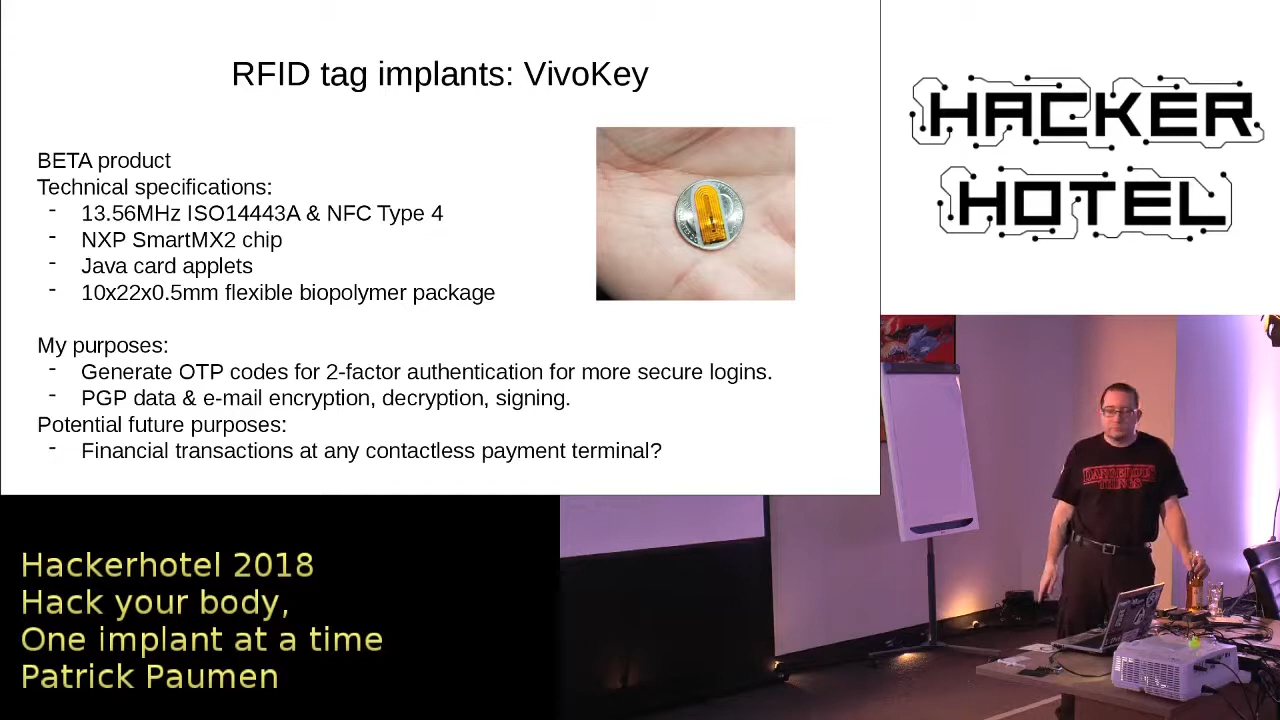 RFID tag implants: VivoKey
BETA product
Technical specifications:
- 13.56MHz ISO14443A & NFC Type 4
- NXP SmartMX2 chip
- Java card applets
- 10x22x0.5mm flexible biopolymer package
My purposes:
- Generate OTP codes for 2-factor authentication for more secure logins.
- PGP data & e-mail encryption, decryption, signing.
Potential future purposes:
- Financial transactions at any contactless payment terminal?
HACKER
HOTEL
DANGEROUS
THINGS
Hackerhotel 2018
Hack your body,
One implant at a time
Patrick Paumen